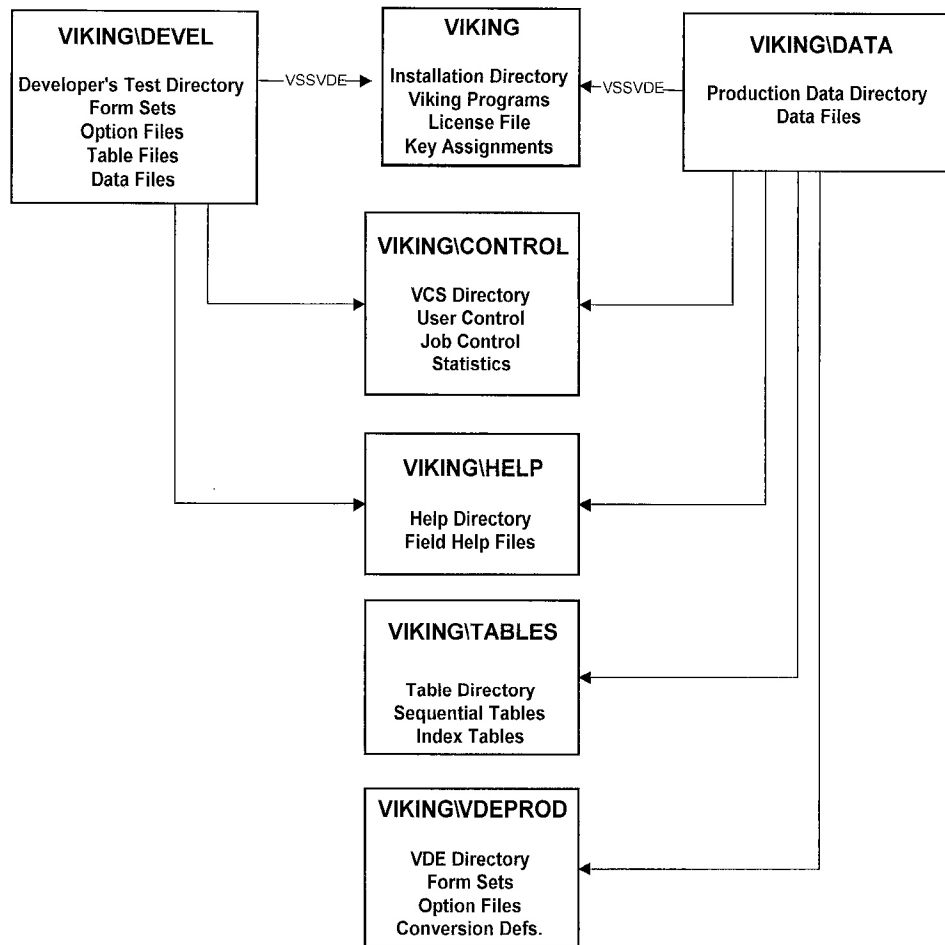 VIKING\DEVEL
Developer's Test Directory
Form Sets
Option Files
Table Files
Data Files
VSSVDE
VIKING
Installation Directory
Viking Programs
License File
Key Assignments
VSSVDE
VIKING\DATA
Production Data Directory
Data Files
VIKING\CONTROL
VCS Directory
User Control
Job Control
Statistics
VIKING\HELP
Help Directory
Field Help Files
VIKING\TABLES
Table Directory
Sequential Tables
Index Tables
VIKING\VDEPROD
VDE Directory
Form Sets
Option Files
Conversion Defs.